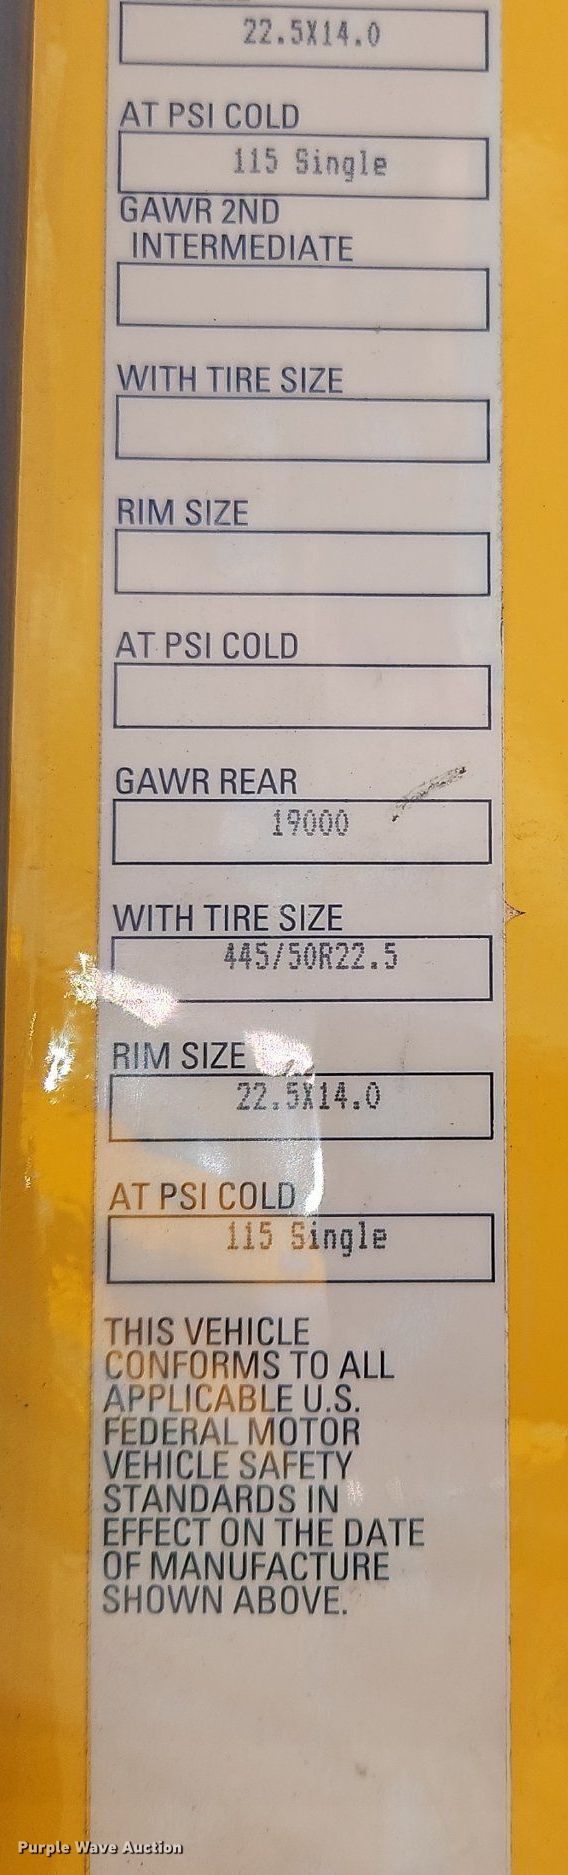 22.5X14.0
AT PSI COLD
115 Single
GAWR 2ND
INTERMEDIATE
WITH TIRE SIZE
RIM SIZE
AT PSI COLD
GAWR REAR
19000
WITH TIRE SIZE
445/50R22.5
RIM SIZE
22.5X14.0
AT PSI COLD
115 Single
THIS VEHICLE
CONFORMS TO ALL
APPLICABLE U.S.
FEDERAL MOTOR
VEHICLE SAFETY
STANDARDS IN
EFFECT ON THE DATE
OF MANUFACTURE
SHOWN ABOVE.
Purple Wave Auction